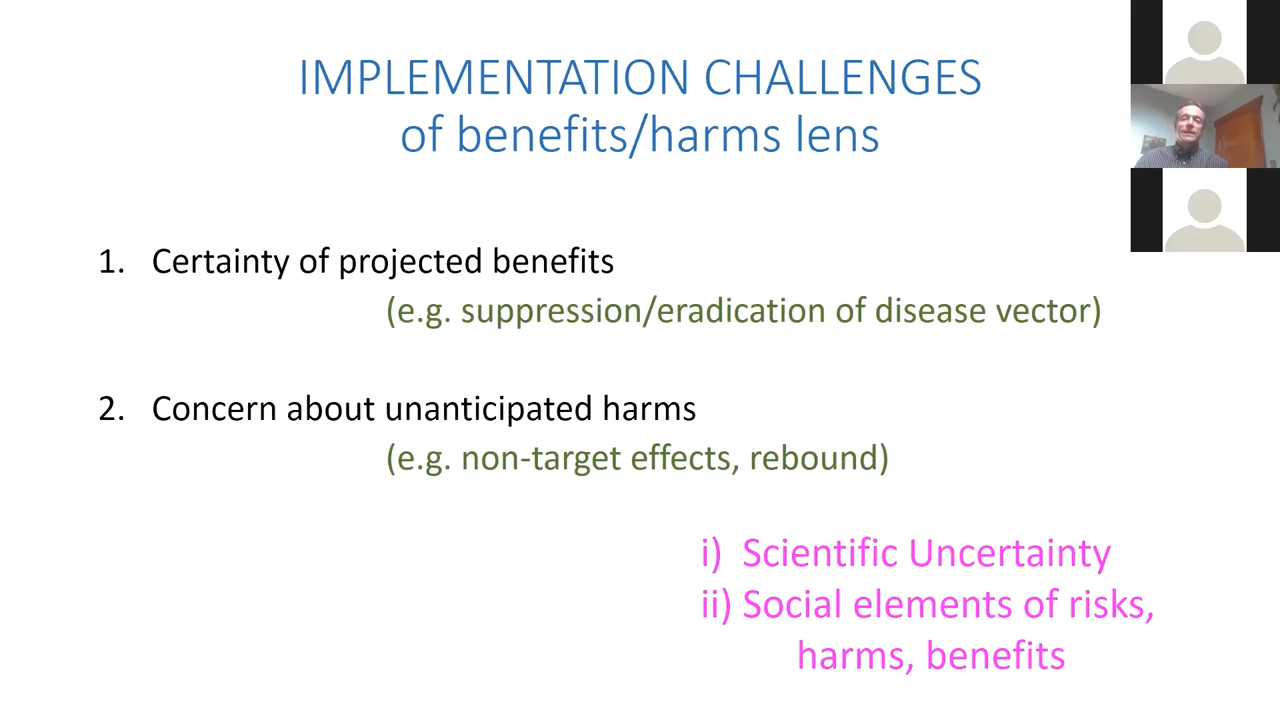 IMPLEMENTATION CHALLENGES
of benefits/harms lens
1. Certainty of projected benefits
(e.g. suppression/eradication of disease vector)
2. Concern about unanticipated harms
(e.g. non-target effects, rebound)
i) Scientific Uncertainty
ii) Social elements of risks,
harms, benefits